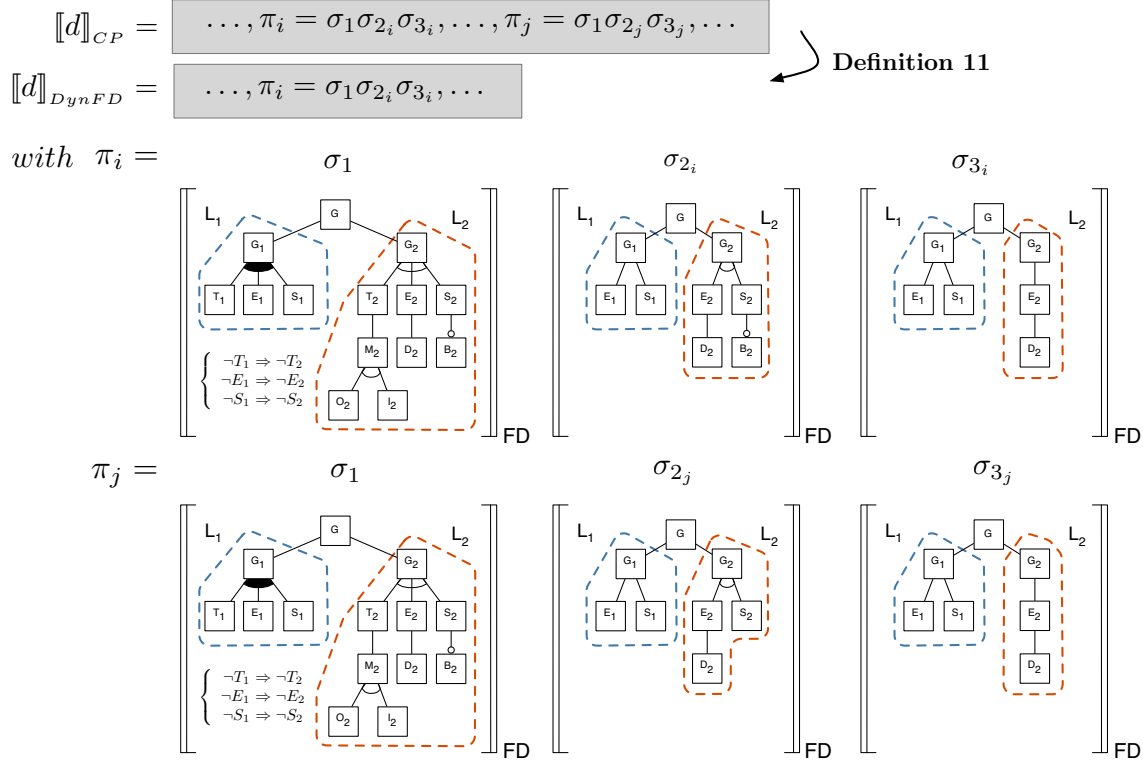 ⟦d⟧_CP = …, π_i = σ_1σ_{2_i}σ_{3_i}, …, π_j = σ_1σ_{2_j}σ_{3_j}, …
Definition 11
⟦d⟧_DynFD = …, π_i = σ_1σ_{2_i}σ_{3_i}, …
with π_i = σ_1 σ_{2_i} σ_{3_i}
L_1 G L_2 L_1 G L_2 L_1 G L_2
G_1 G_2 G_1 G_2 G_1 G_2
T_1 E_1 S_1 T_2 E_2 S_2 E_1 S_1 E_2 S_2 E_1 S_1 E_2
M_2 D_2 B_2 D_2 B_2 D_2
¬T_1 ⇒ ¬T_2
¬E_1 ⇒ ¬E_2
¬S_1 ⇒ ¬S_2
O_2 I_2
FD FD FD
π_j = σ_1 σ_{2_j} σ_{3_j}
L_1 G L_2 L_1 G L_2 L_1 G L_2
G_1 G_2 G_1 G_2 G_1 G_2
T_1 E_1 S_1 T_2 E_2 S_2 E_1 S_1 E_2 S_2 E_1 S_1 E_2
M_2 D_2 B_2 D_2 D_2
¬T_1 ⇒ ¬T_2
¬E_1 ⇒ ¬E_2
¬S_1 ⇒ ¬S_2
O_2 I_2
FD FD FD